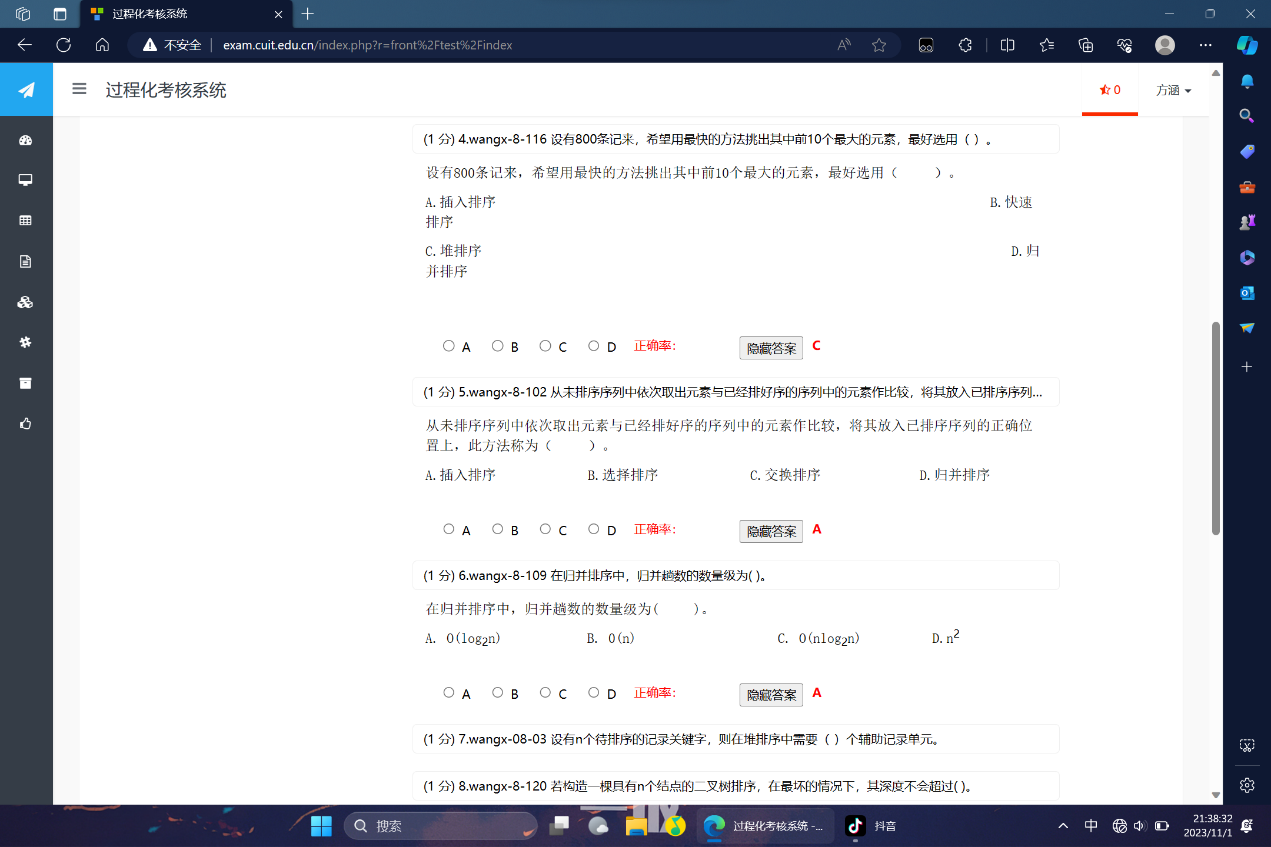 过程化考核系统
不安全
exam.cuit.edu.cn/index.php?r=front%2Ftest%2Findex
过程化考核系统
0
方涵
(1 分) 4.wangx-8-116 设有800条记来，希望用最快的方法挑出其中前10个最大的元素，最好选用（ ）。
设有800条记来，希望用最快的方法挑出其中前10个最大的元素，最好选用（ ）。
A.插入排序 B.快速
排序
C.堆排序 D.归
并排序
A B C D 正确率: 隐藏答案 C
(1 分) 5.wangx-8-102 从未排序序列中依次取出元素与已经排好序的序列中的元素作比较，将其放入已排序序列...
从未排序序列中依次取出元素与已经排好序的序列中的元素作比较，将其放入已排序序列的正确位
置上，此方法称为（ ）。
A.插入排序 B.选择排序 C.交换排序 D.归并排序
A B C D 正确率: 隐藏答案 A
(1 分) 6.wangx-8-109 在归并排序中，归并趟数的数量级为( )。
在归并排序中，归并趟数的数量级为( )。
A. O(log₂n) B. O(n) C. O(nlog₂n) D.n²
A B C D 正确率: 隐藏答案 A
(1 分) 7.wangx-08-03 设有n个待排序的记录关键字，则在堆排序中需要（ ）个辅助记录单元。
(1 分) 8.wangx-8-120 若构造一棵具有n个结点的二叉树排序，在最坏的情况下，其深度不会超过( )。
搜索
过程化考核系统 -...
抖音
中
21:38:32
2023/11/1